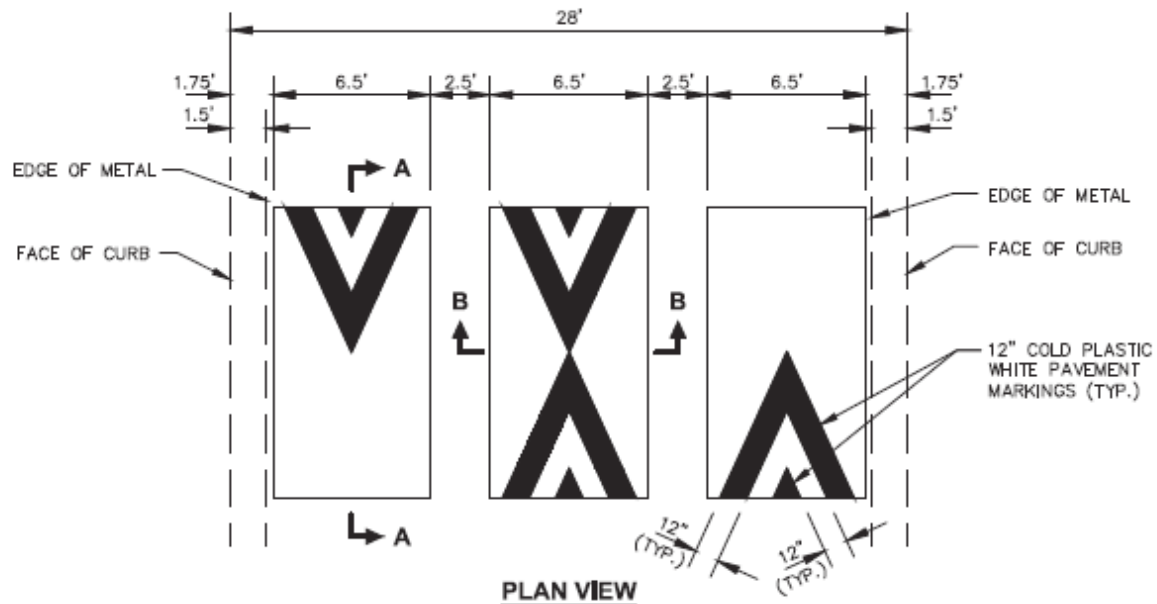 28'
1.75'
6.5'
2.5'
6.5'
2.5'
6.5'
1.75'
1.5'
1.5'
A
EDGE OF METAL
EDGE OF METAL
FACE OF CURB
FACE OF CURB
B
B
12" COLD PLASTIC
WHITE PAVEMENT
MARKINGS (TYP.)
A
12"
(TYP.)
12"
(TYP.)
PLAN VIEW